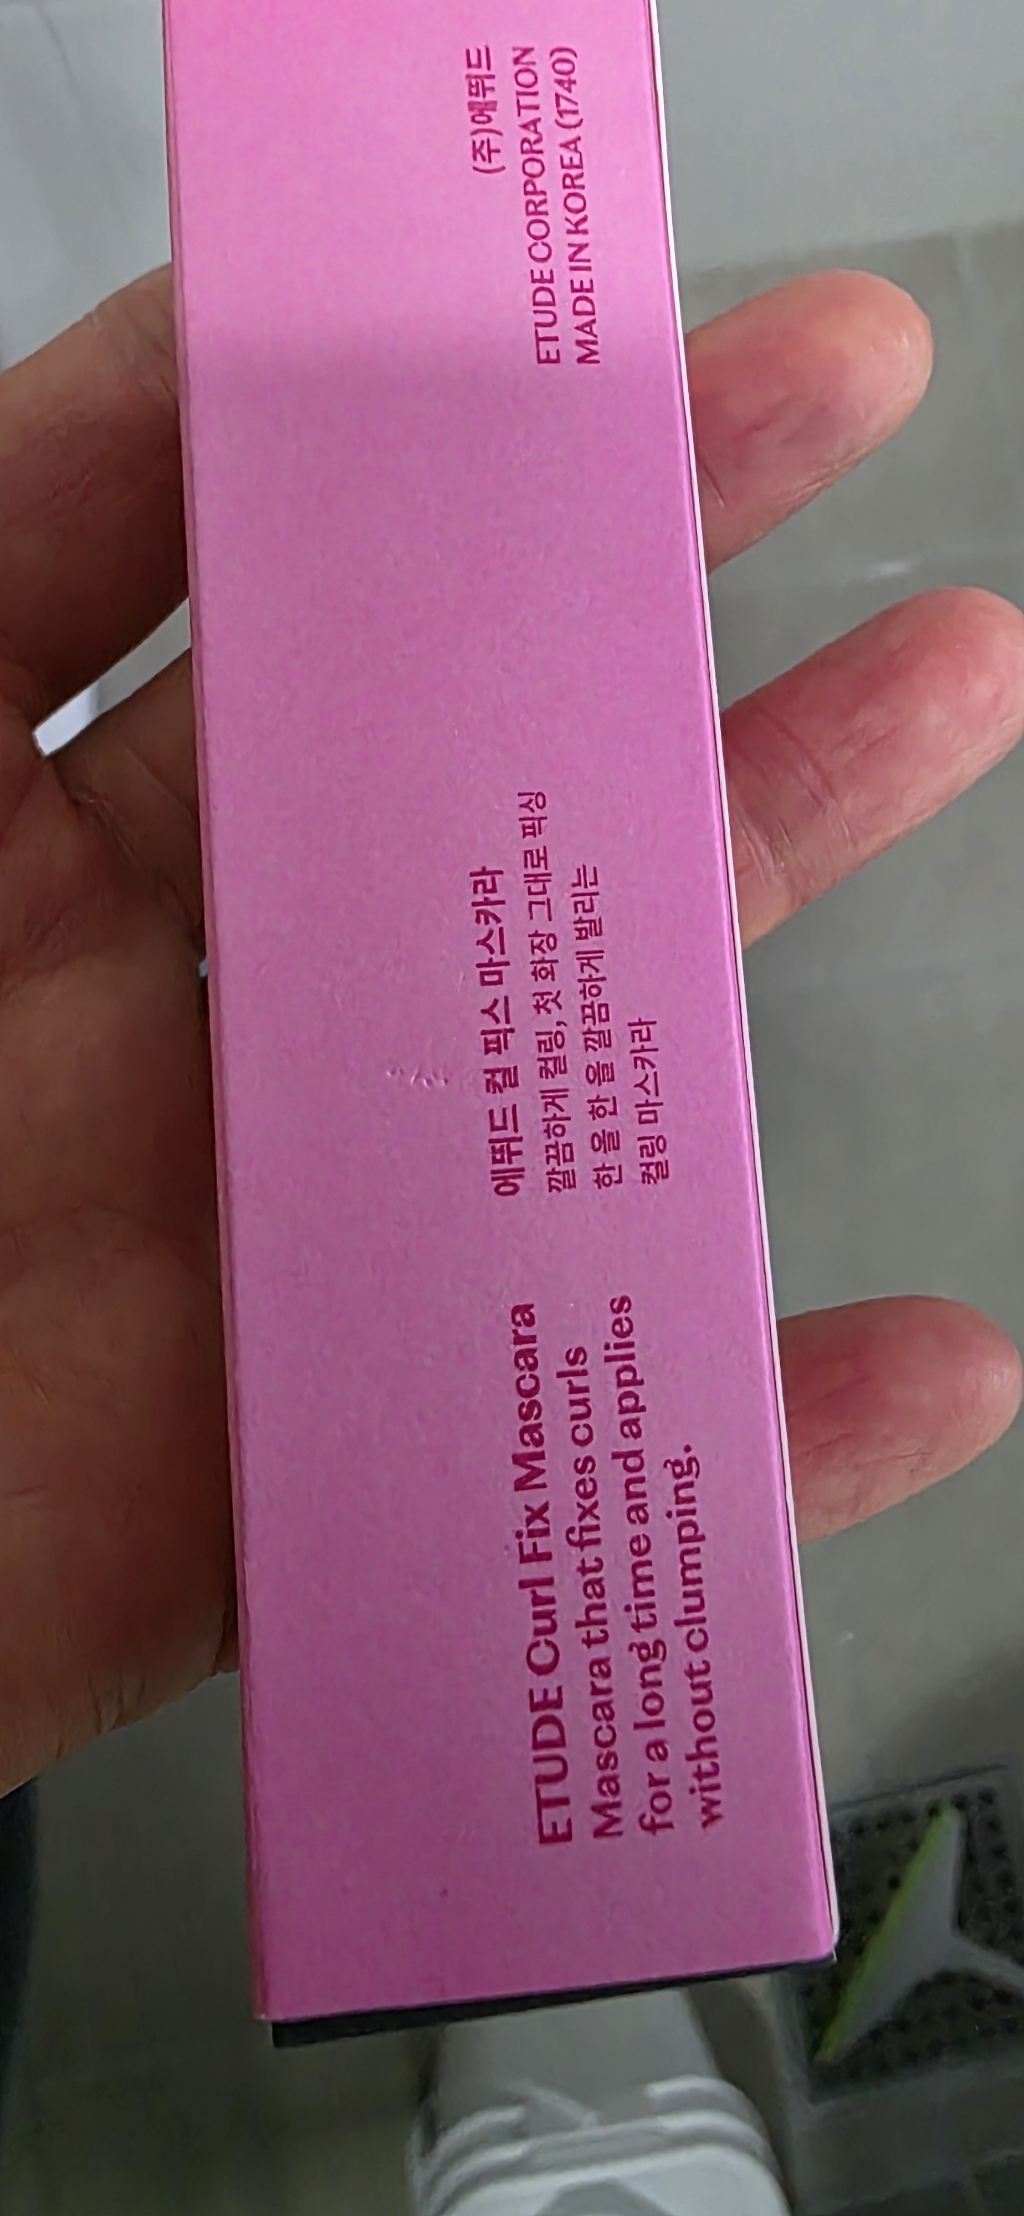 ETUDE Curl Fix Mascara
Mascara that fixes curls
for a long time and applies
without clumping.
에뛰드 컬 픽스 마스카라
깔끔하게 컬링, 첫 화장 그대로 픽싱
한 올 한 올 깔끔하게 발리는
컬링 마스카라
(주)에뛰드
ETUDE CORPORATION
MADE IN KOREA (1740)